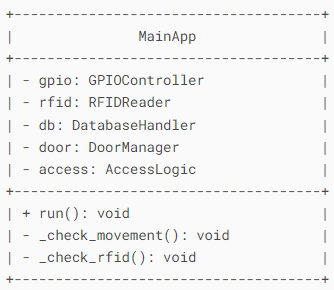 +-----------------------------------+
|              MainApp              |
+-----------------------------------+
| - gpio: GPIOController            |
| - rfid: RFIDReader                |
| - db: DatabaseHandler             |
| - door: DoorManager               |
| - access: AccessLogic             |
+-----------------------------------+
| + run(): void                     |
| - _check_movement(): void         |
| - _check_rfid(): void             |
+-----------------------------------+